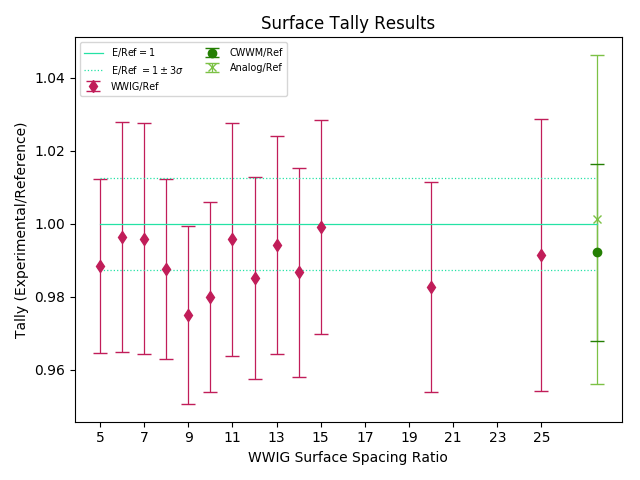 Surface Tally Results
E/Ref = 1
E/Ref = 1 ± 3σ
WWIG/Ref
CWWM/Ref
Analog/Ref
Tally (Experimental/Reference)
1.04
1.02
1.00
0.98
0.96
5 7 9 11 13 15 17 19 21 23 25
WWIG Surface Spacing Ratio